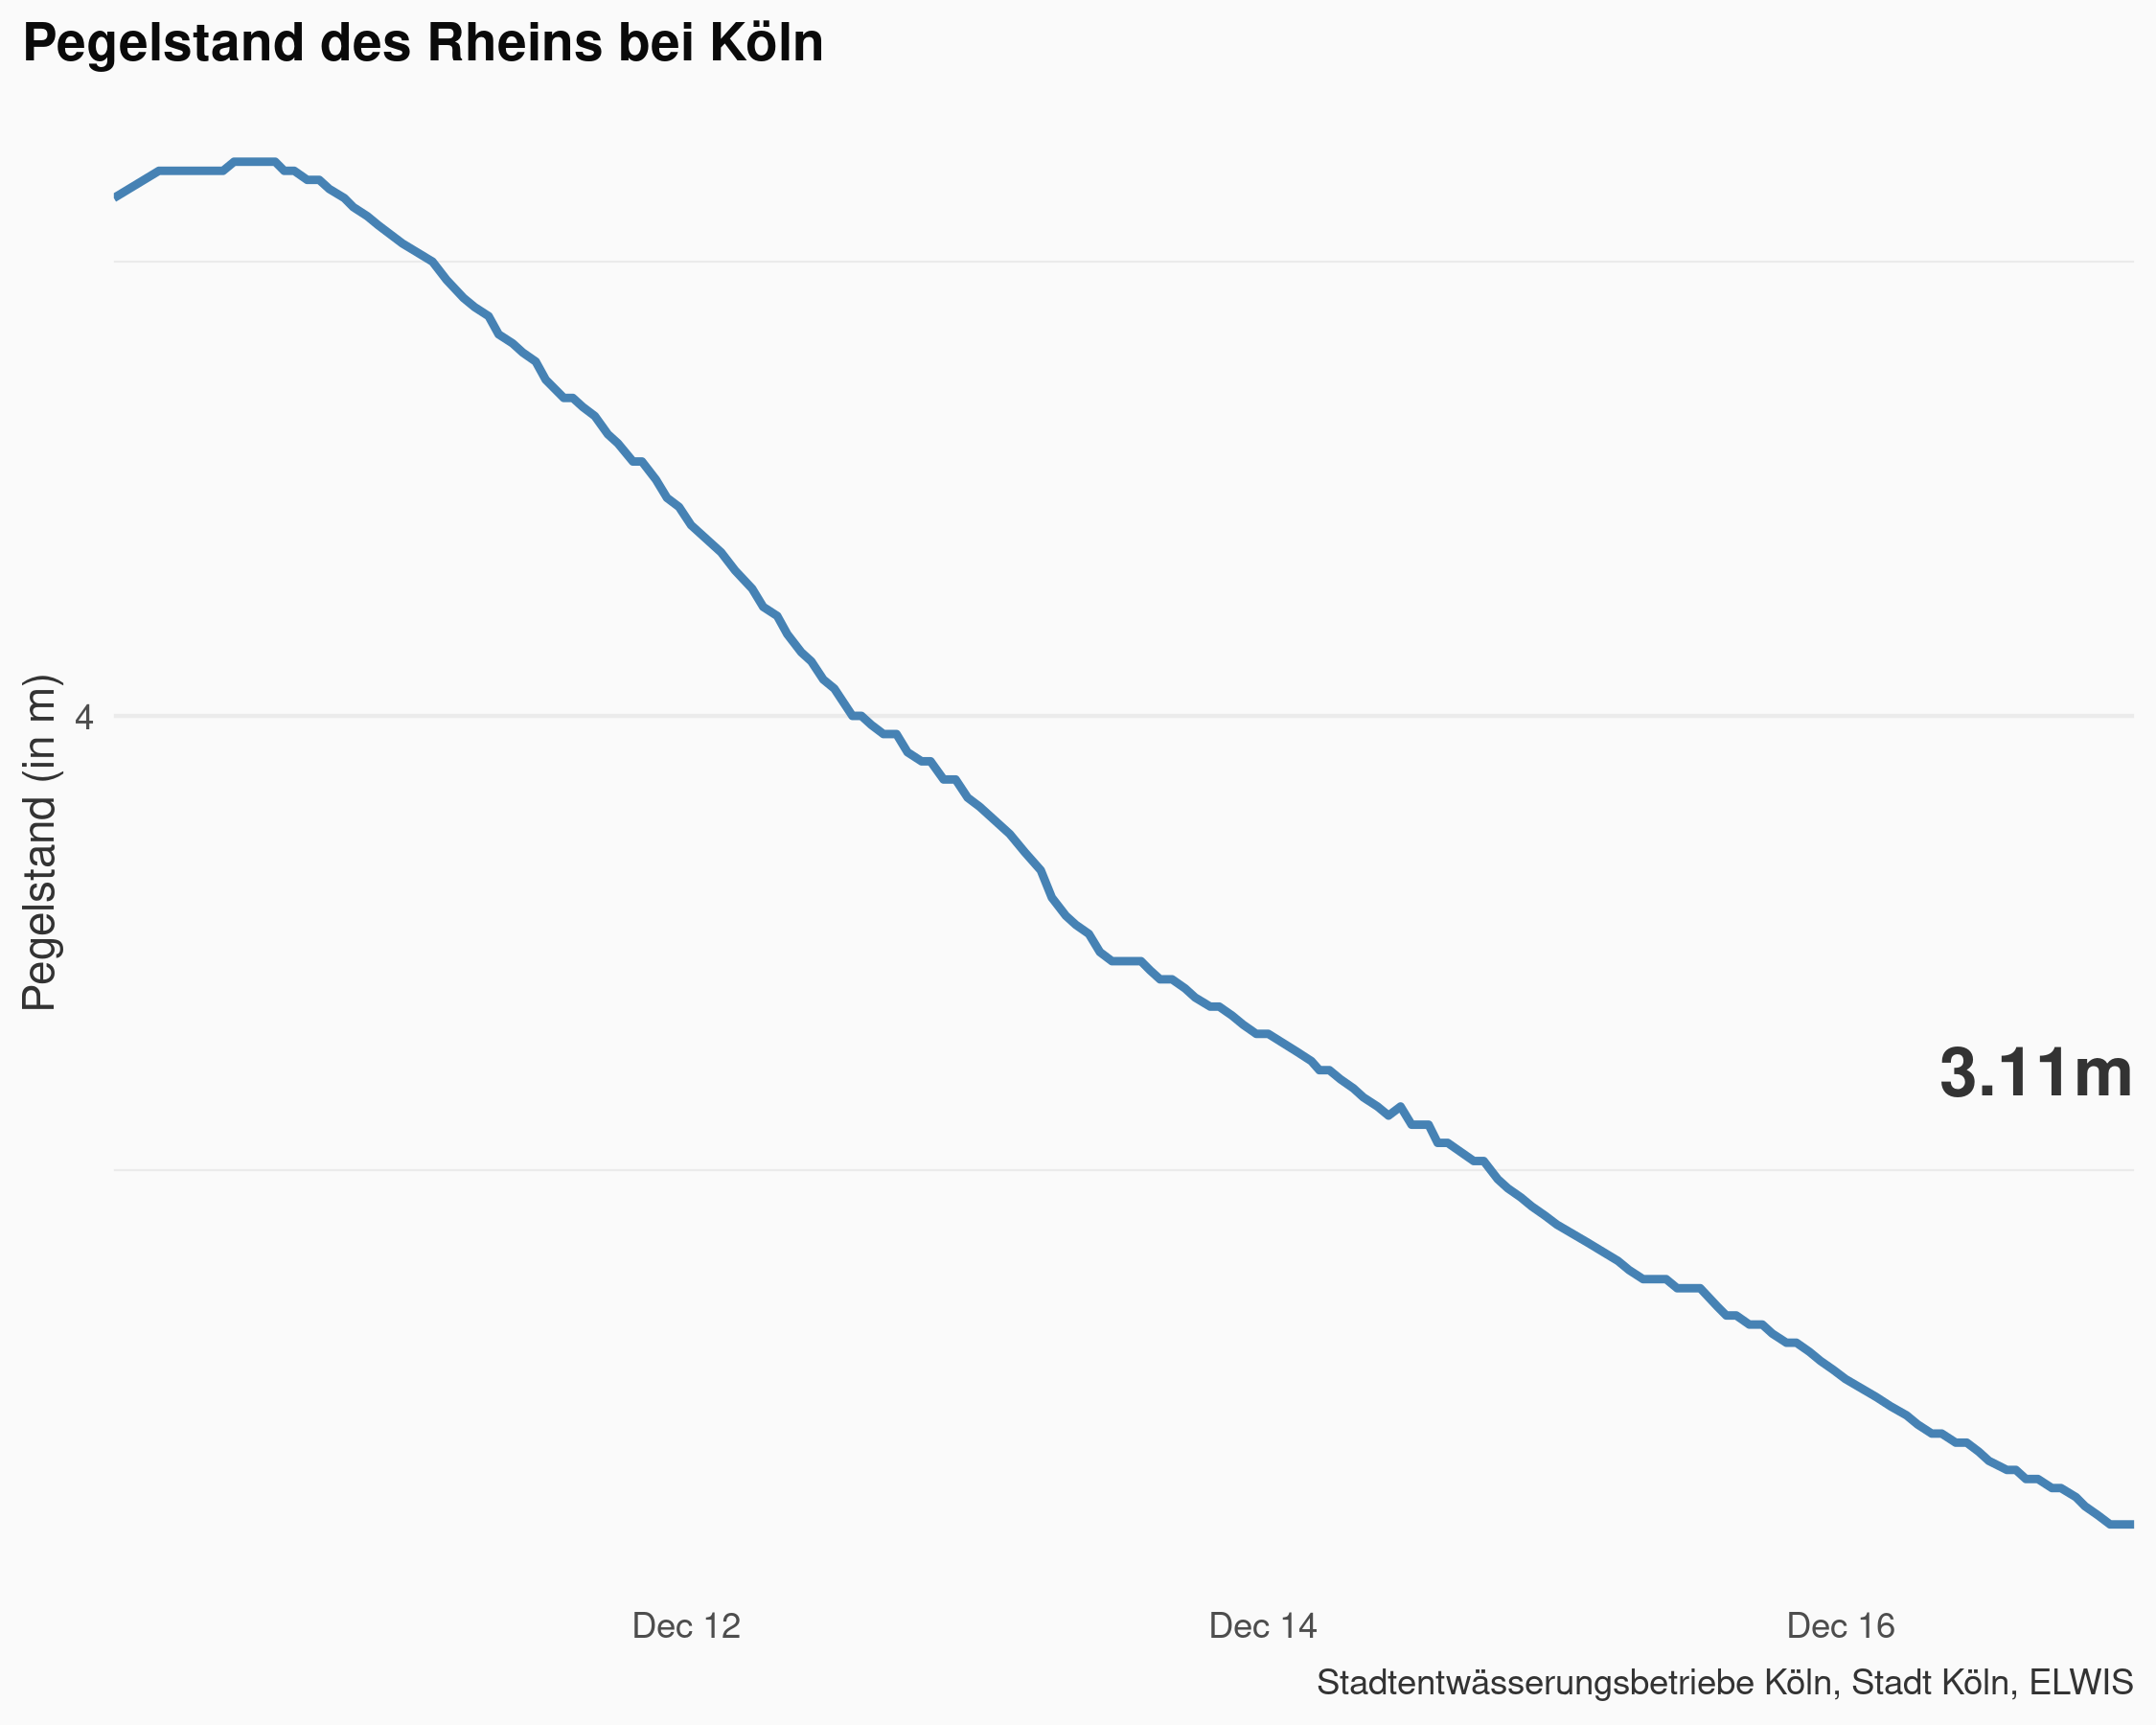 Pegelstand des Rheins bei Köln
Pegelstand (in m)
4
3.11m
Dec 12
Dec 14
Dec 16
Stadtentwässerungsbetriebe Köln, Stadt Köln, ELWIS